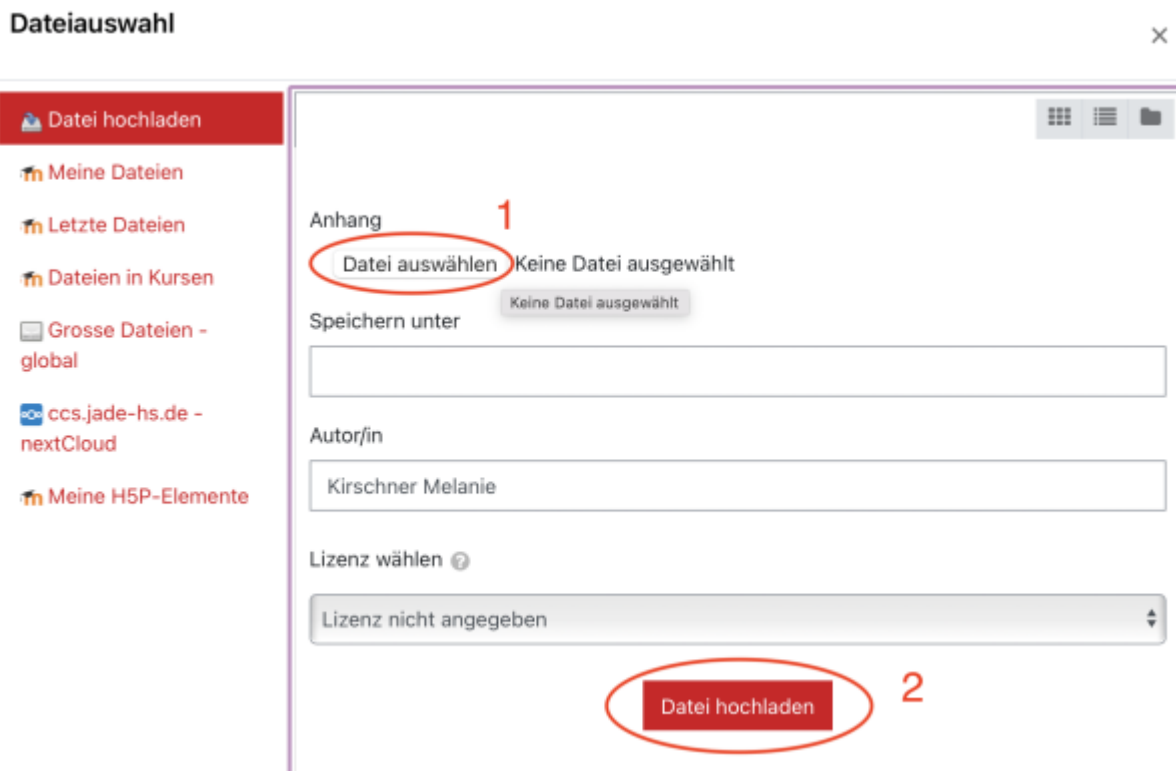 Dateiauswahl
×
Datei hochladen
Meine Dateien
Letzte Dateien
Dateien in Kursen
Grosse Dateien -
global
ccs.jade-hs.de -
nextCloud
Meine H5P-Elemente
Anhang
1
Datei auswählen Keine Datei ausgewählt
Keine Datei ausgewählt
Speichern unter
Autor/in
Kirschner Melanie
Lizenz wählen ?
Lizenz nicht angegeben
Datei hochladen
2